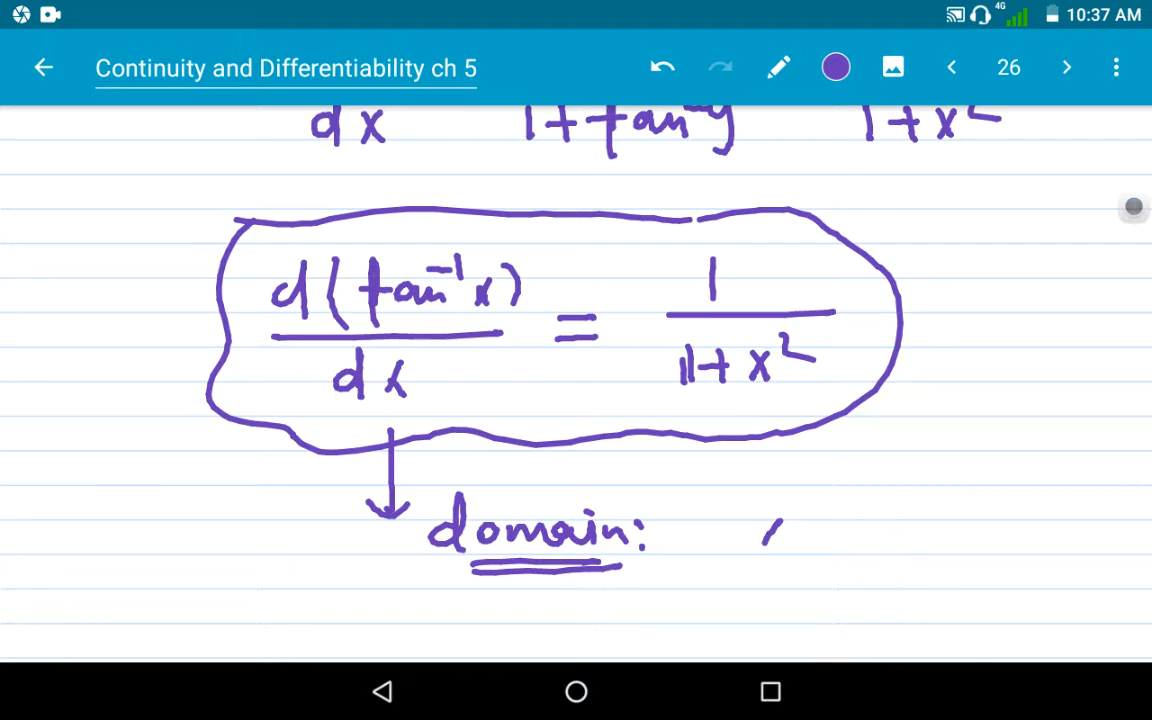 4G 10:37 AM
Continuity and Differentiability ch 5 26
dx 1+tan²y 1+x²
d(tan⁻¹x) / dx = 1 / 1+x²
domain: